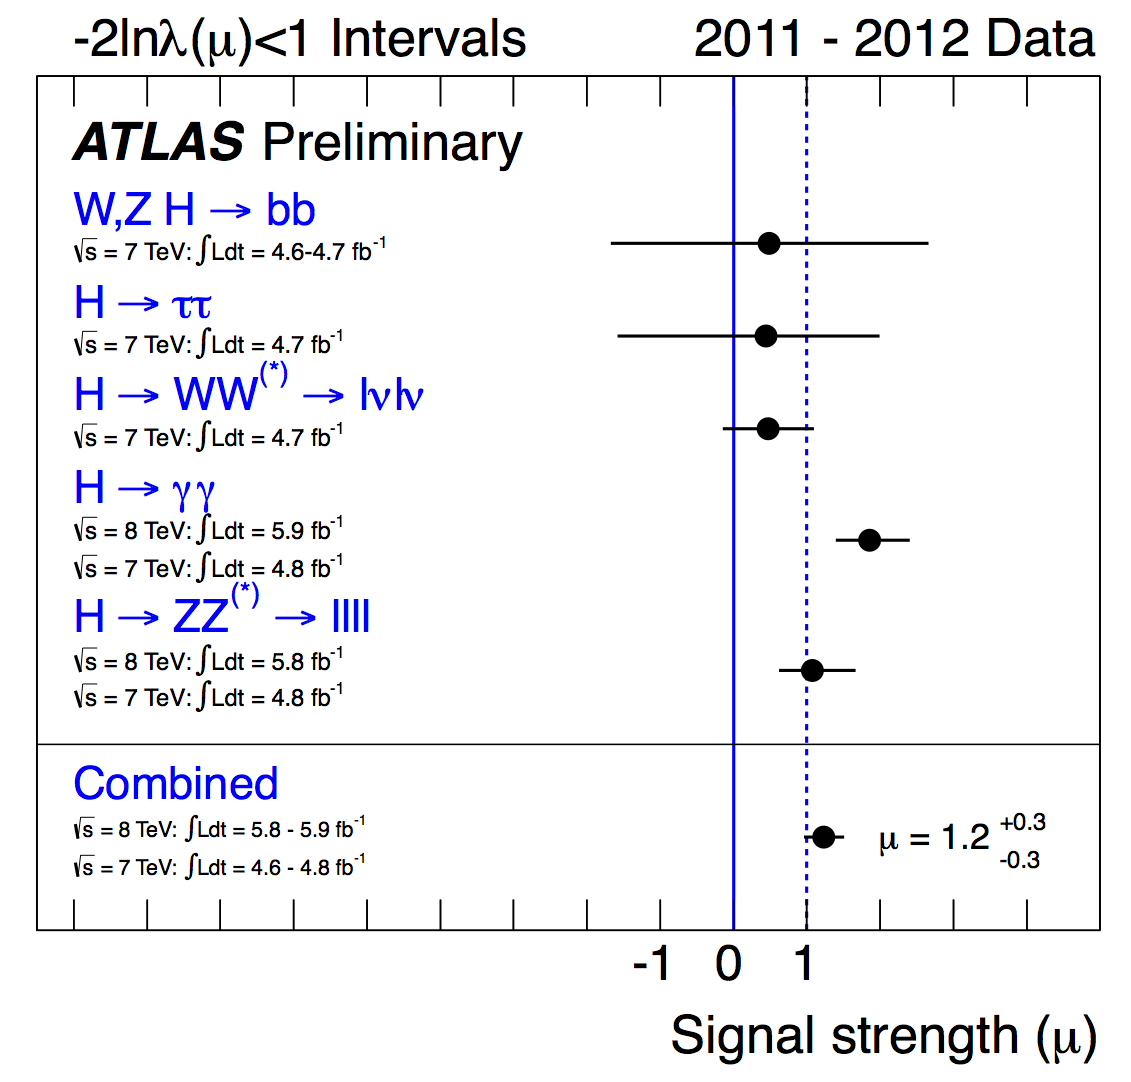 -2lnλ(μ)<1 Intervals 2011 - 2012 Data
ATLAS Preliminary
W,Z H → bb
√s = 7 TeV: ∫Ldt = 4.6-4.7 fb⁻¹
H → ττ
√s = 7 TeV: ∫Ldt = 4.7 fb⁻¹
H → WW⁽*⁾ → lνlν
√s = 7 TeV: ∫Ldt = 4.7 fb⁻¹
H → γγ
√s = 8 TeV: ∫Ldt = 5.9 fb⁻¹
√s = 7 TeV: ∫Ldt = 4.8 fb⁻¹
H → ZZ⁽*⁾ → llll
√s = 8 TeV: ∫Ldt = 5.8 fb⁻¹
√s = 7 TeV: ∫Ldt = 4.8 fb⁻¹
Combined
√s = 8 TeV: ∫Ldt = 5.8 - 5.9 fb⁻¹
√s = 7 TeV: ∫Ldt = 4.6 - 4.8 fb⁻¹
μ = 1.2 +0.3 -0.3
-1 0 1
Signal strength (μ)